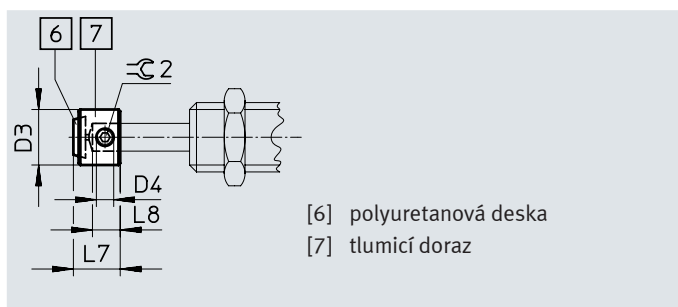 6 7
=© 2
D3
D4
L8
L7
[6] polyuretanová deska
[7] tlumicí doraz